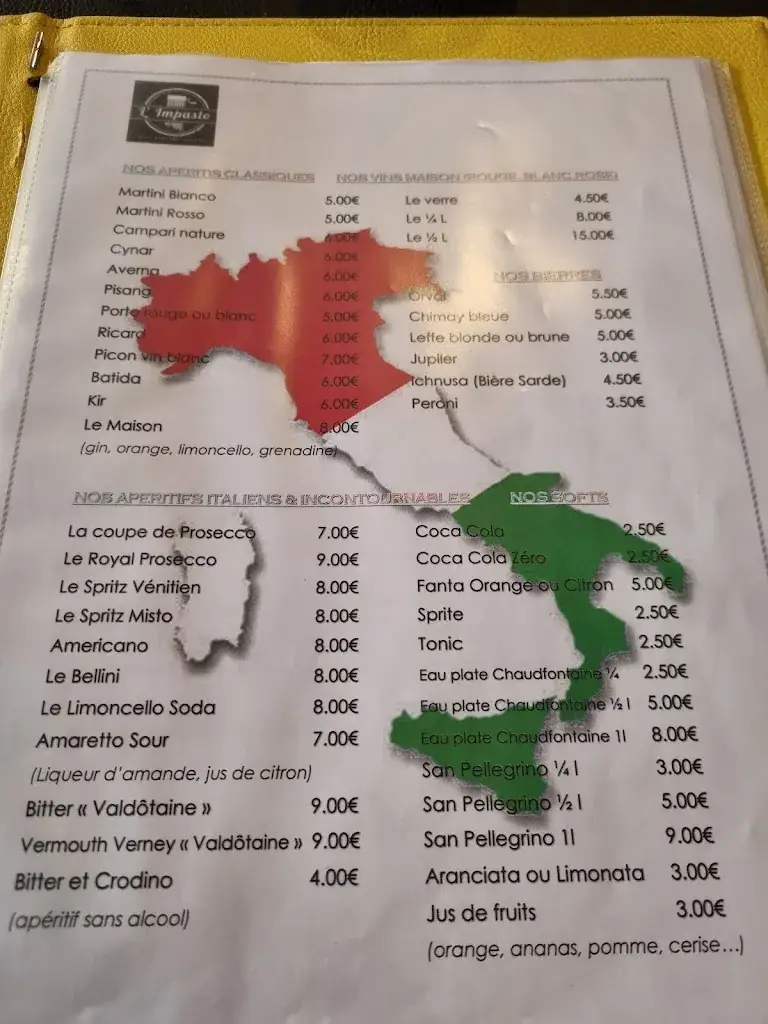 L'Impasto
NOS APERITIS CLASSIQUES
Martini Bianco 5.00€
Martini Rosso 5.00€
Campari nature 6.00€
Cynar 6.00€
Averna 6.00€
Pisang 6.00€
Porto rouge ou blanc 5.00€
Ricard 6.00€
Picon vin blanc 7.00€
Batida 6.00€
Kir 6.00€
Le Maison 8.00€
(gin, orange, limoncello, grenadine)
NOS VINS MAISON (ROUGE, BLANC ROSE)
Le verre 4.50€
Le ¼ L 8.00€
Le ½ L 15.00€
NOS BIERRES
Orval 5.50€
Chimay bleue 5.00€
Leffe blonde ou brune 5.00€
Jupiler 3.00€
Ichnusa (Bière Sarde) 4.50€
Peroni 3.50€
NOS APERITIFS ITALIENS & INCONTOURNABLES
La coupe de Prosecco 7.00€
Le Royal Prosecco 9.00€
Le Spritz Vénitien 8.00€
Le Spritz Misto 8.00€
Americano 8.00€
Le Bellini 8.00€
Le Limoncello Soda 8.00€
Amaretto Sour 7.00€
(Liqueur d'amande, jus de citron)
Bitter « Valdôtaine » 9.00€
Vermouth Verney « Valdôtaine » 9.00€
Bitter et Crodino 4.00€
(apéritif sans alcool)
NOS SOFTS
Coca Cola 2.50€
Coca Cola Zéro 2.50€
Fanta Orange ou Citron 5.00€
Sprite 2.50€
Tonic 2.50€
Eau plate Chaudfontaine ¼ 2.50€
Eau plate Chaudfontaine ½ l 5.00€
Eau plate Chaudfontaine 1l 8.00€
San Pellegrino ¼ l 3.00€
San Pellegrino ½ l 5.00€
San Pellegrino 1l 9.00€
Aranciata ou Limonata 3.00€
Jus de fruits 3.00€
(orange, ananas, pomme, cerise...)